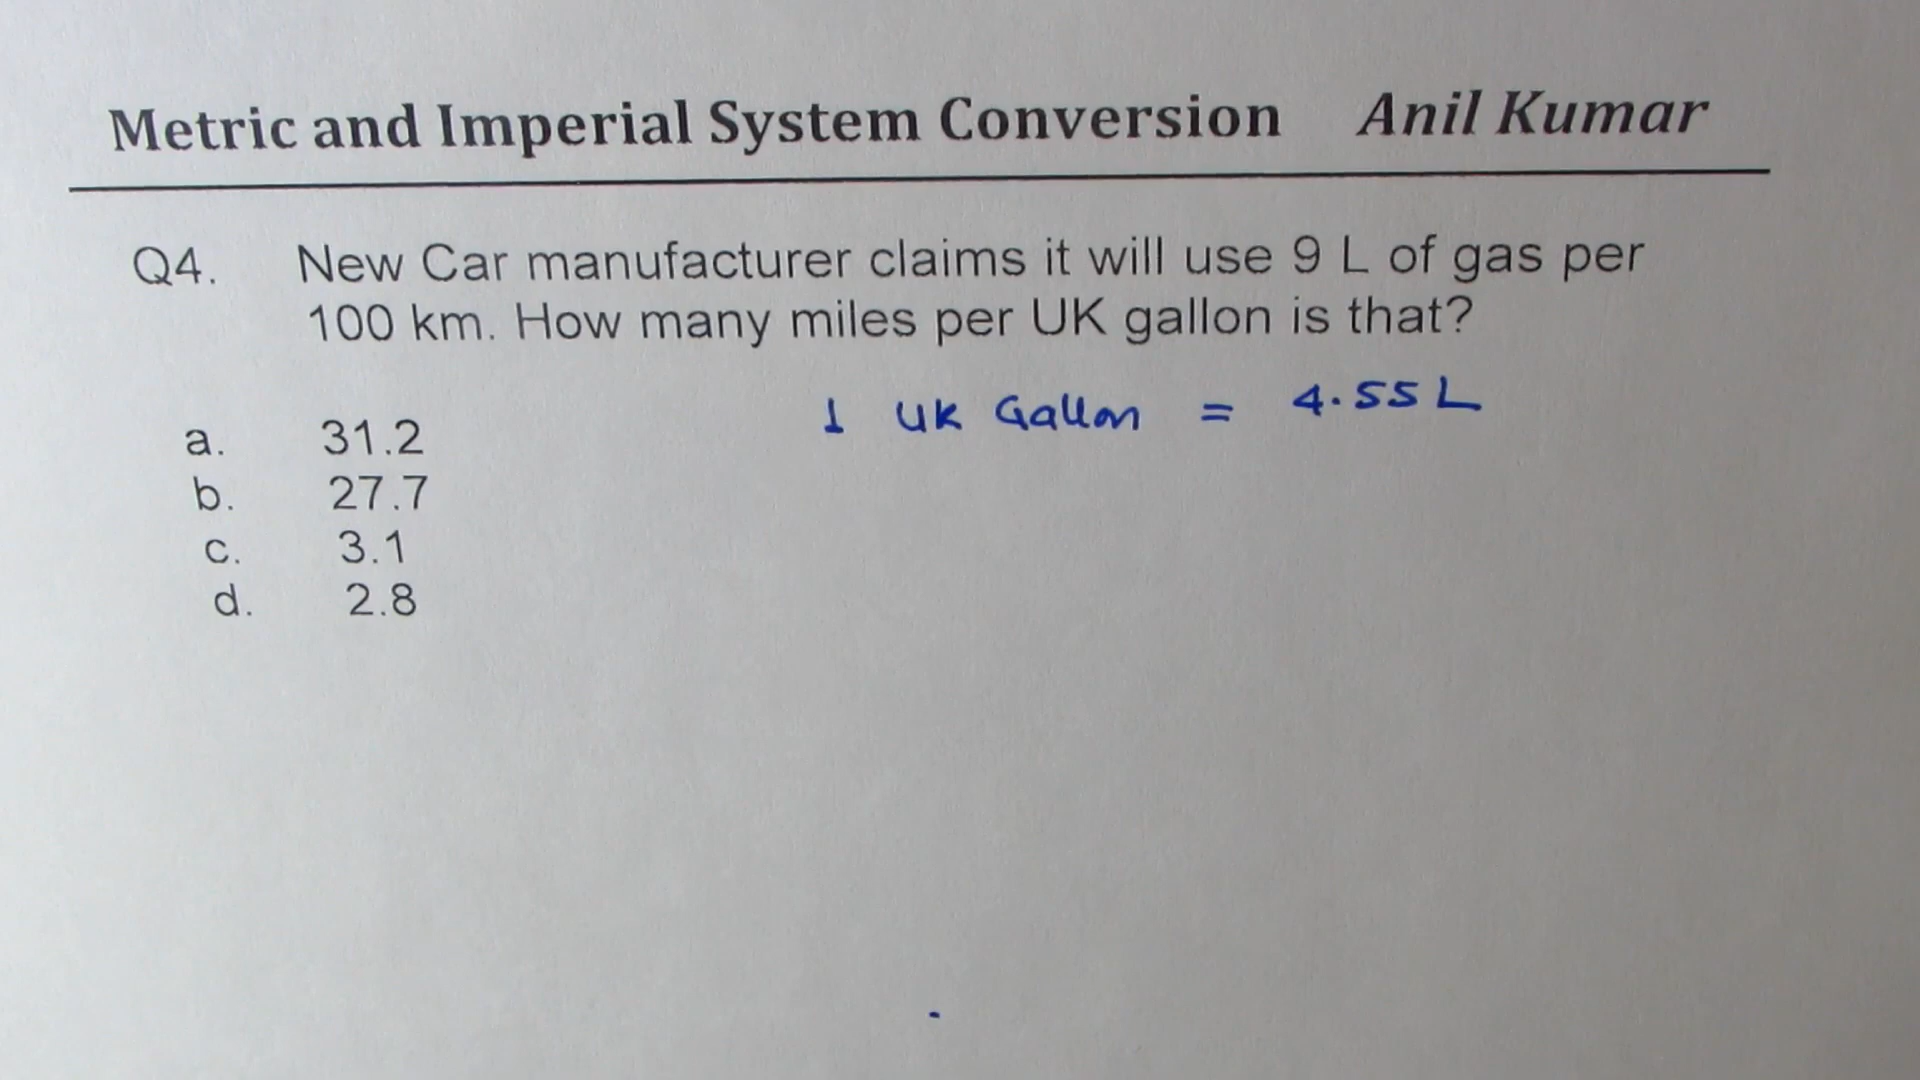 Metric and Imperial System Conversion Anil Kumar
Q4. New Car manufacturer claims it will use 9 L of gas per
100 km. How many miles per UK gallon is that?
1 UK Gallon = 4.55 L
a. 31.2
b. 27.7
c. 3.1
d. 2.8